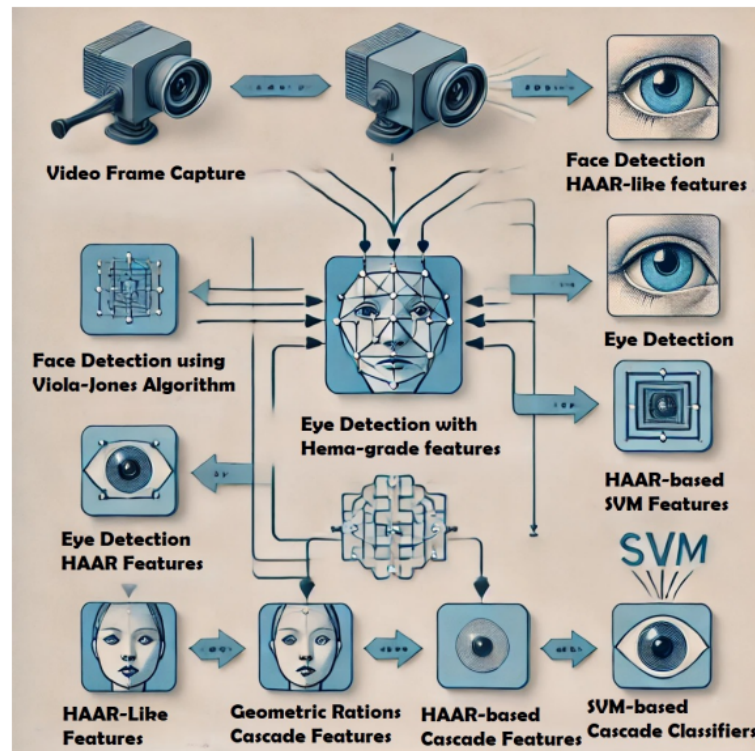 Video Frame Capture
Face Detection
HAAR-like features
Face Detection using
Viola-Jones Algorithm
Eye Detection with
Hema-grade features
Eye Detection
HAAR-based
SVM Features
Eye Detection
HAAR Features
SVM
HAAR-Like
Features
Geometric Rations
Cascade Features
HAAR-based
Cascade Features
SVM-based
Cascade Classifier